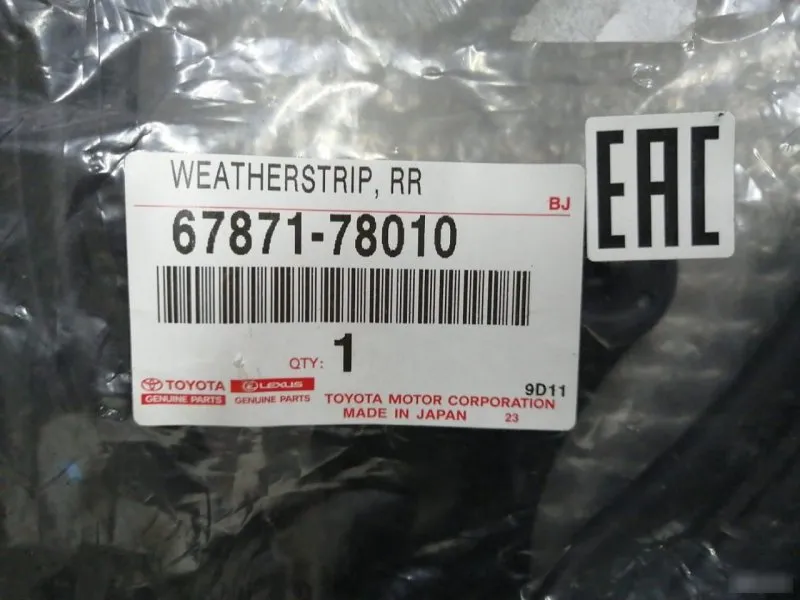 WEATHERSTRIP, RR
BJ
67871-78010
QTY: 1
9D11
TOYOTA LEXUS
GENUINE PARTS GENUINE PARTS
TOYOTA MOTOR CORPORATION
MADE IN JAPAN 23
EAC